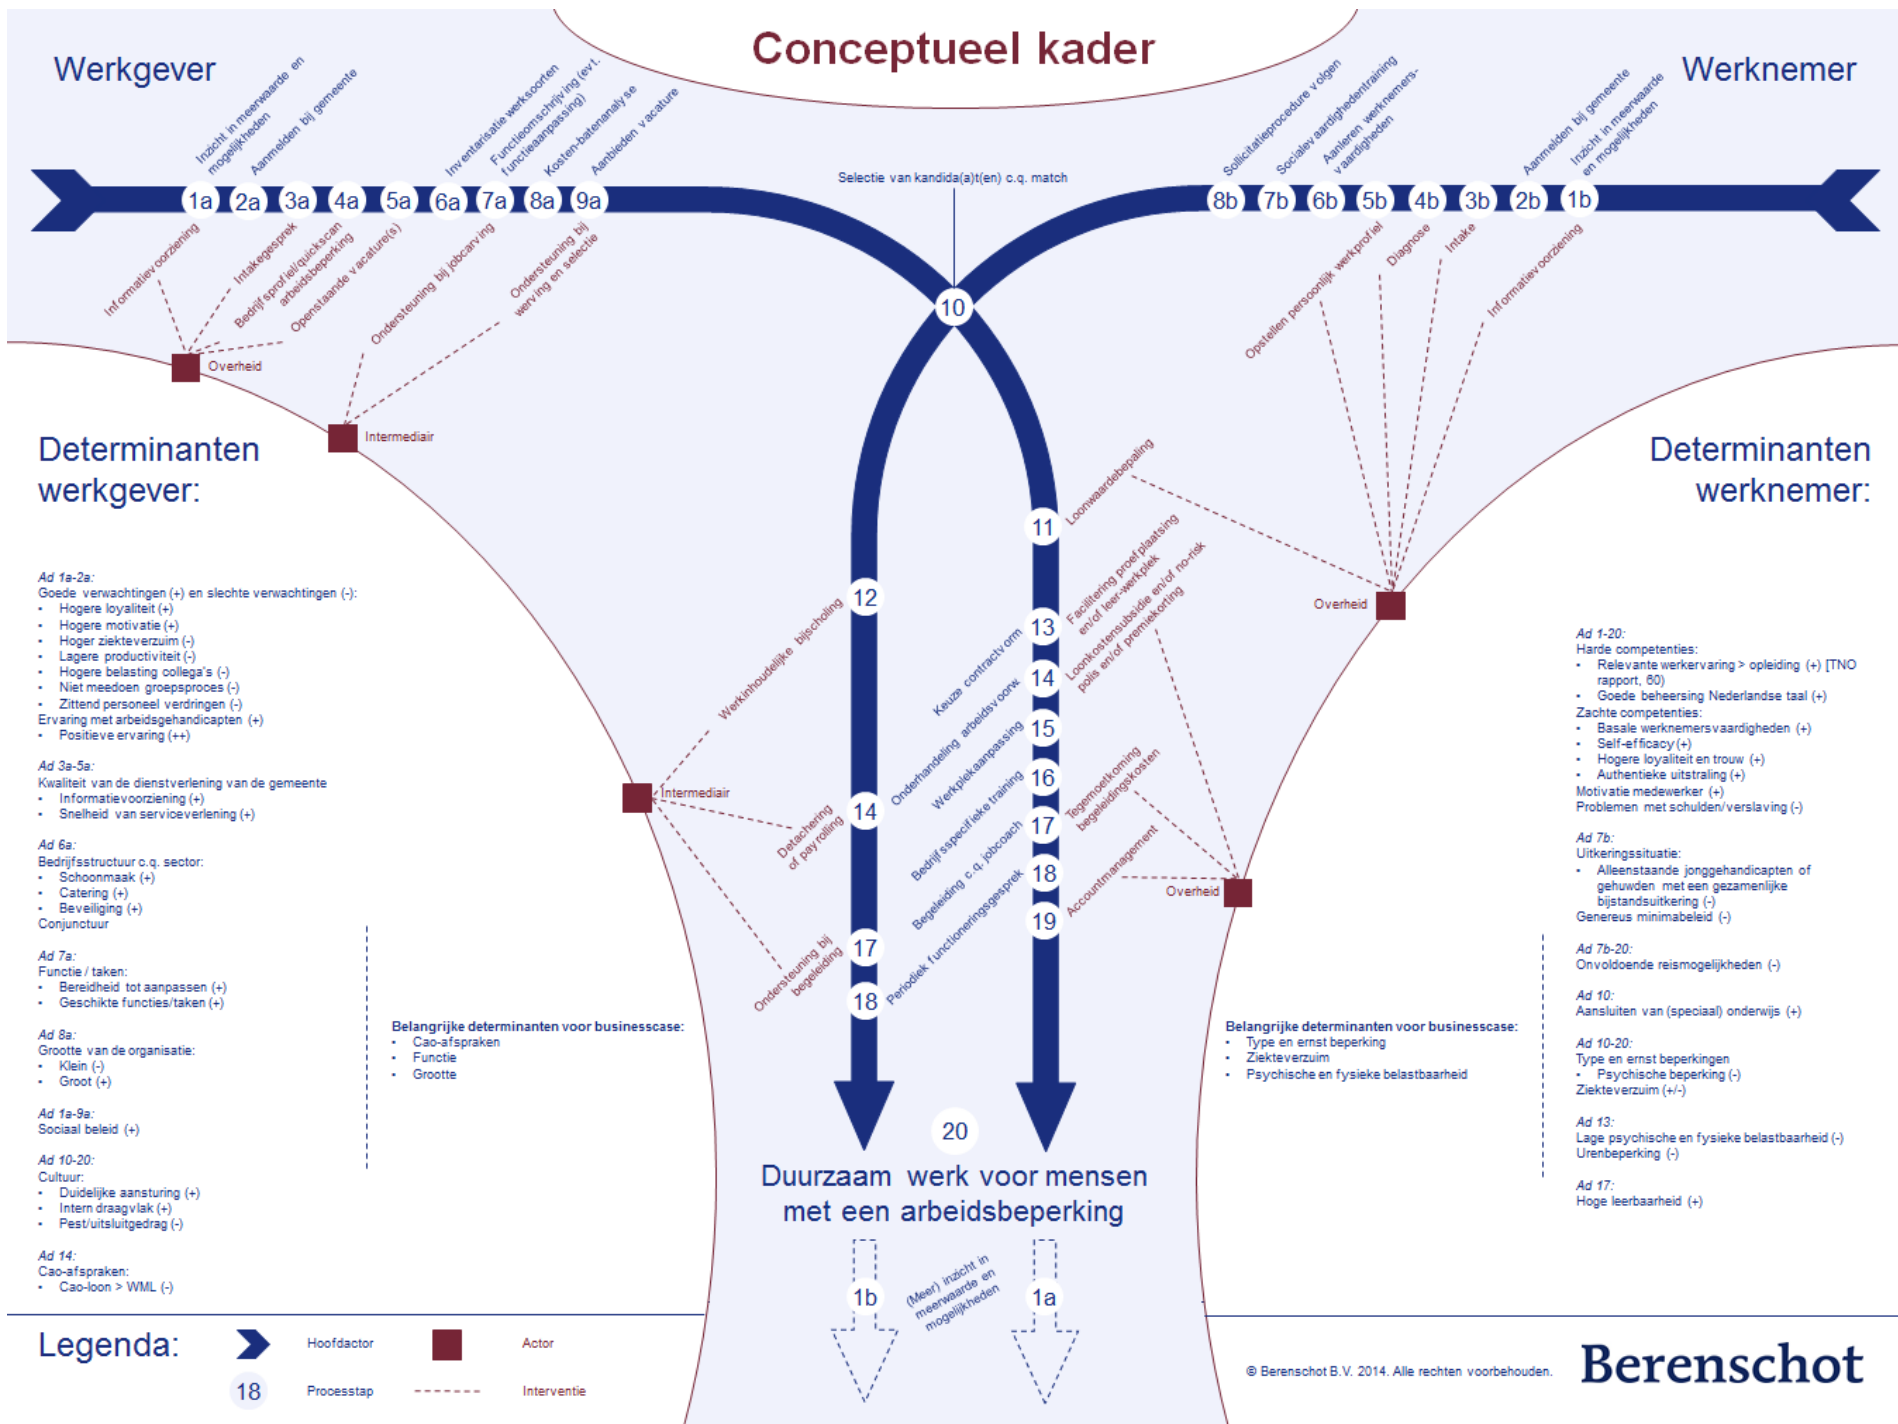 Conceptueel kader
Werkgever
Werknemer
Inzicht in meerwaarde en
mogelijkheden
Aanmelden bij gemeente
Inventarisatie werksoorten
Functieomschrijving (evt.
functieaanpassing)
Kosten-batenanalyse
Aanbieden vacature
Selectie van kandida(a)t(en) c.q. match
Sollicitatieprocedure volgen
Socialevaardighedentraining
Aanleren werknemers-
vaardigheden
Aanmelden bij gemeente
Inzicht in meerwaarde
en mogelijkheden
1a 2a 3a 4a 5a 6a 7a 8a 9a
8b 7b 6b 5b 4b 3b 2b 1b
Informatievoorziening
Intakegesprek
Bedrijfsprofiel/quickscan
arbeidsbeperking
Openstaande vacature(s)
Ondersteuning bij jobcarving
Ondersteuning bij
werving en selectie
Opstellen persoonlijk werkprofiel
Diagnose
Intake
Informatievoorziening
10
Overheid
Intermediair
Determinanten
werkgever:
Ad 1a-2a:
Goede verwachtingen (+) en slechte verwachtingen (-):
• Hogere loyaliteit (+)
• Hogere motivatie (+)
• Hoger ziekteverzuim (-)
• Lagere productiviteit (-)
• Hogere belasting collega's (-)
• Niet meedoen groepsproces (-)
• Zittend personeel verdringen (-)
Ervaring met arbeidsgehandicapten (+)
• Positieve ervaring (++)
Ad 3a-5a:
Kwaliteit van de dienstverlening van de gemeente
• Informatievoorziening (+)
• Snelheid van serviceverlening (+)
Ad 6a:
Bedrijfsstructuur c.q. sector:
• Schoonmaak (+)
• Catering (+)
• Beveiliging (+)
Conjunctuur
Ad 7a:
Functie / taken:
• Bereidheid tot aanpassen (+)
• Geschikte functies/taken (+)
Ad 8a:
Grootte van de organisatie:
• Klein (-)
• Groot (+)
Ad 1a-9a:
Sociaal beleid (+)
Ad 10-20:
Cultuur:
• Duidelijke aansturing (+)
• Intern draagvlak (+)
• Pest/uitsluitgedrag (-)
Ad 14:
Cao-afspraken:
• Cao-loon > WML (-)
Belangrijke determinanten voor businesscase:
• Cao-afspraken
• Functie
• Grootte
12
14
17
18
Werkinhoudelijke bijscholing
Intermediair
Detachering
of payrolling
Ondersteuning bij
begeleiding
11
13
14
15
16
17
18
19
Keuze contractvorm
Onderhandeling arbeidsvoorw.
Werkplekaanpassing
Bedrijfsspecifieke training
Begeleiding c.q. jobcoach
Periodiek functioneringsgesprek
Loonwaardebepaling
Facilitering proefplaatsing
en/of leer-werkplek
Loonkostensubsidie en/of no-risk
polis en/of premiekorting
Tegemoetkoming
begeleidingskosten
Accountmanagement
Overheid
Overheid
Determinanten
werknemer:
Ad 1-20:
Harde competenties:
• Relevante werkervaring > opleiding (+) [TNO
rapport, 60)
• Goede beheersing Nederlandse taal (+)
Zachte competenties:
• Basale werknemersvaardigheden (+)
• Self-efficacy (+)
• Hogere loyaliteit en trouw (+)
• Authentieke uitstraling (+)
Motivatie medewerker (+)
Problemen met schulden/verslaving (-)
Ad 7b:
Uitkeringssituatie:
• Alleenstaande jonggehandicapten of
gehuwden met een gezamenlijke
bijstandsuitkering (-)
Genereus minimabeleid (-)
Ad 7b-20:
Onvoldoende reismogelijkheden (-)
Ad 10:
Aansluiten van (speciaal) onderwijs (+)
Ad 10-20:
Type en ernst beperkingen
• Psychische beperking (-)
Ziekteverzuim (+/-)
Ad 13:
Lage psychische en fysieke belastbaarheid (-)
Urenbeperking (-)
Ad 17:
Hoge leerbaarheid (+)
Belangrijke determinanten voor businesscase:
• Type en ernst beperking
• Ziekteverzuim
• Psychische en fysieke belastbaarheid
20
Duurzaam werk voor mensen
met een arbeidsbeperking
1b
(Meer) inzicht in
meerwaarde en
mogelijkheden
1a
Legenda:
Hoofdactor
Actor
18 Processtap
Interventie
© Berenschot B.V. 2014. Alle rechten voorbehouden.
Berenschot